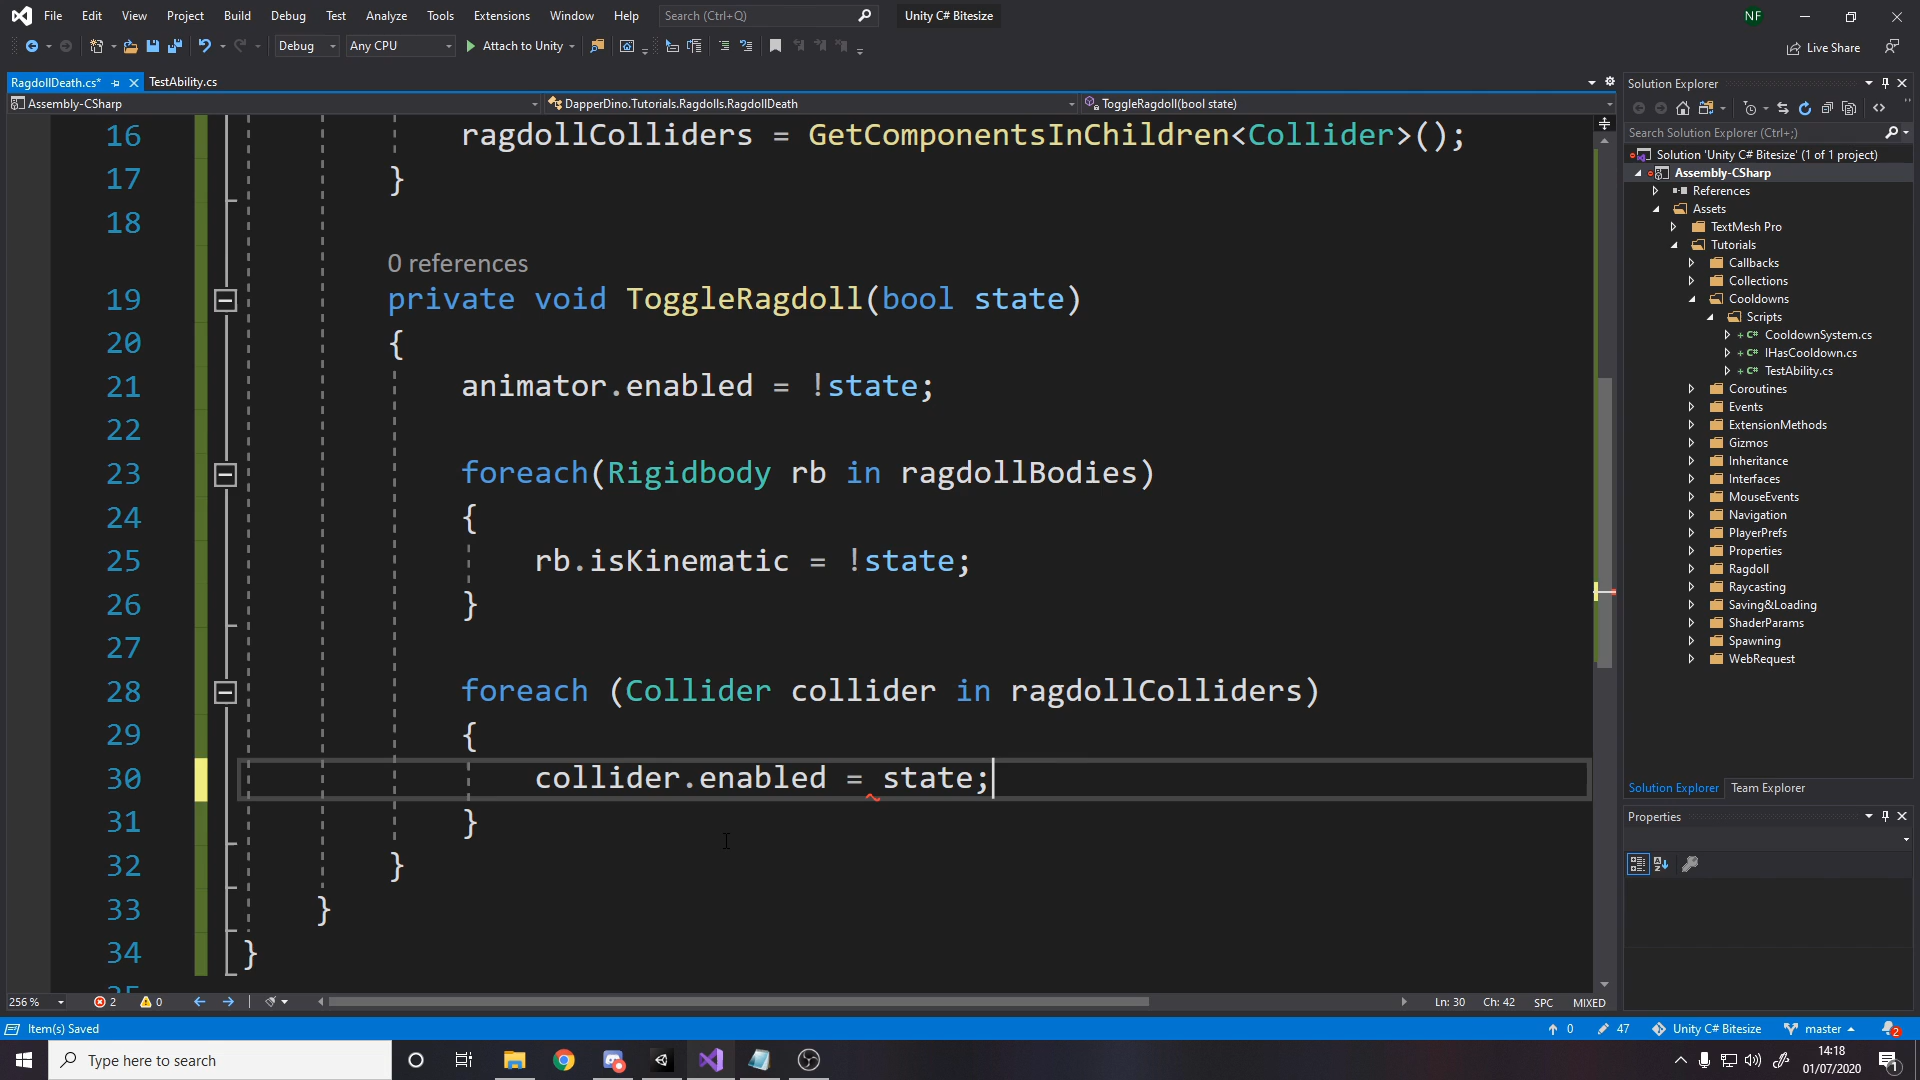 File Edit View Project Build Debug Test Analyze Tools Extensions Window Help Search (Ctrl+Q) Unity C# Bitesize NF
Debug Any CPU Attach to Unity Live Share
RagdollDeath.cs* TestAbility.cs
Assembly-CSharp DapperDino.Tutorials.Ragdolls.RagdollDeath ToggleRagdoll(bool state)
16 ragdollColliders = GetComponentsInChildren<Collider>();
17 }
18
0 references
19 private void ToggleRagdoll(bool state)
20 {
21 animator.enabled = !state;
22
23 foreach(Rigidbody rb in ragdollBodies)
24 {
25 rb.isKinematic = !state;
26 }
27
28 foreach (Collider collider in ragdollColliders)
29 {
30 collider.enabled = state;
31 }
32 }
33 }
34 }
35
256 % 2 0 Ln: 30 Ch: 42 SPC MIXED
Solution Explorer
Search Solution Explorer (Ctrl+;)
Solution 'Unity C# Bitesize' (1 of 1 project)
Assembly-CSharp
References
Assets
TextMesh Pro
Tutorials
Callbacks
Collections
Cooldowns
Scripts
C# CooldownSystem.cs
C# IHasCooldown.cs
C# TestAbility.cs
Coroutines
Events
ExtensionMethods
Gizmos
Inheritance
Interfaces
MouseEvents
Navigation
PlayerPrefs
Properties
Ragdoll
Raycasting
Saving&Loading
ShaderParams
Spawning
WebRequest
Solution Explorer Team Explorer
Properties
Item(s) Saved 0 47 Unity C# Bitesize master 2
Type here to search
14:18
01/07/2020
1